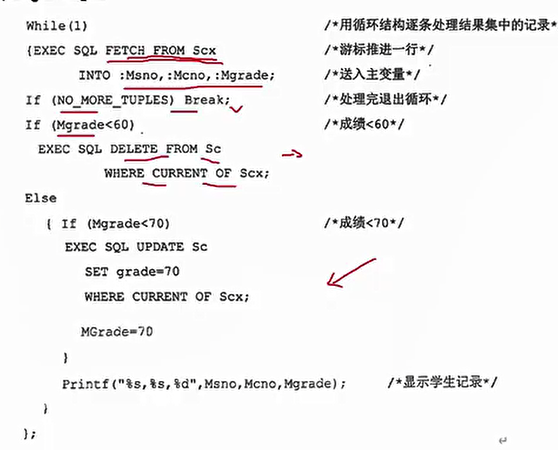 While(1) /*用循环结构逐条处理结果集中的记录*
{EXEC SQL FETCH FROM Scx /*游标推进一行*/
INTO :Msno,:Mcno,:Mgrade; /*送入主变量*/
If (NO_MORE_TUPLES) Break; /*处理完退出循环*/
If (Mgrade<60) /*成绩<60*/
EXEC SQL DELETE FROM Sc
WHERE CURRENT OF Scx;
Else
{ If (Mgrade<70) /*成绩<70*/
EXEC SQL UPDATE Sc
SET grade=70
WHERE CURRENT OF Scx;
MGrade=70
}
Printf("%s,%s,%d",Msno,Mcno,Mgrade); /*显示学生记录*/
}
};